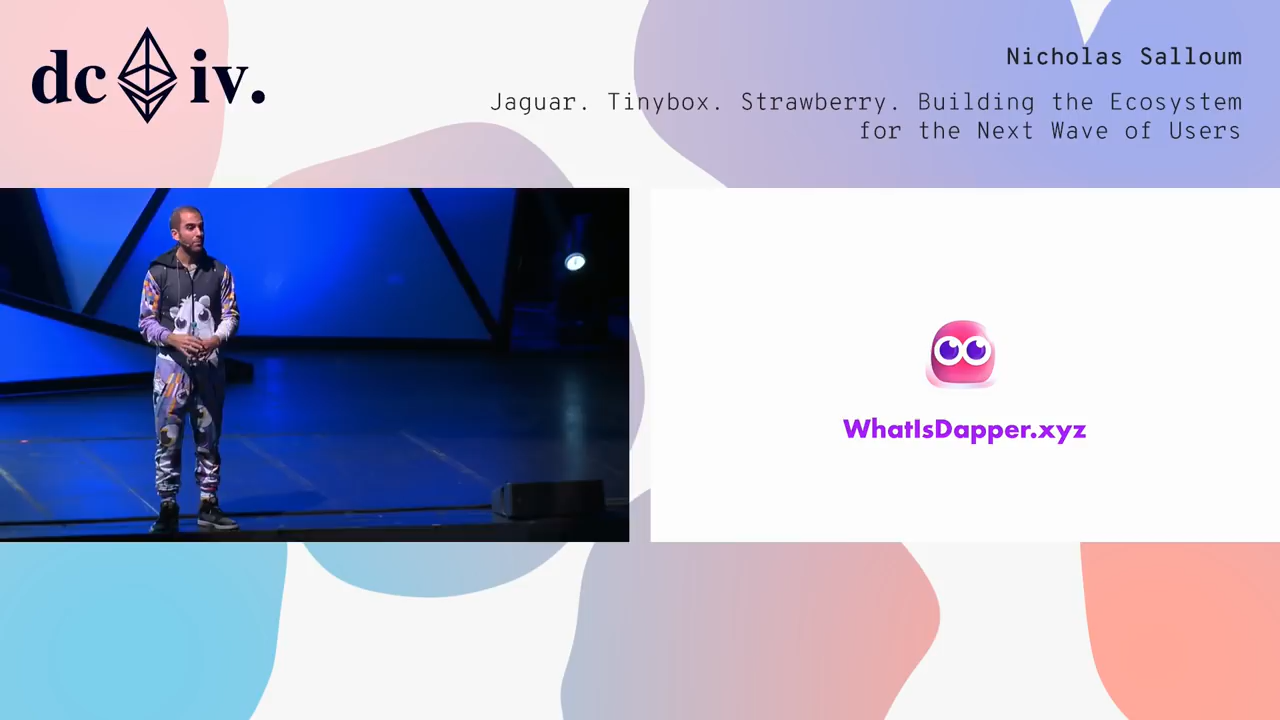 dc iv.
Nicholas Salloum
Jaguar. Tinybox. Strawberry. Building the Ecosystem
for the Next Wave of Users
WhatIsDapper.xyz